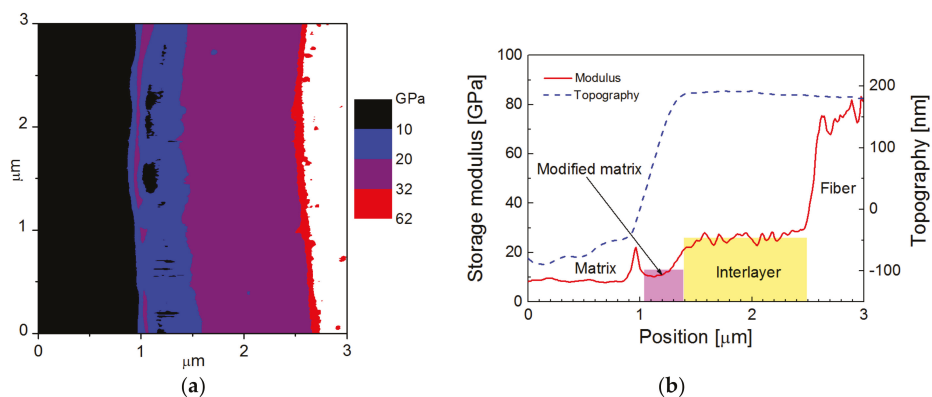 3
2
1
0
μm
0
1
2
3
μm
GPa
10
20
32
62
(a)
100
80
60
40
20
0
Storage modulus [GPa]
Modulus
Topography
Modified matrix
Matrix
Interlayer
Fiber
200
100
0
-100
Topography [nm]
0
1
2
3
Position [μm]
(b)